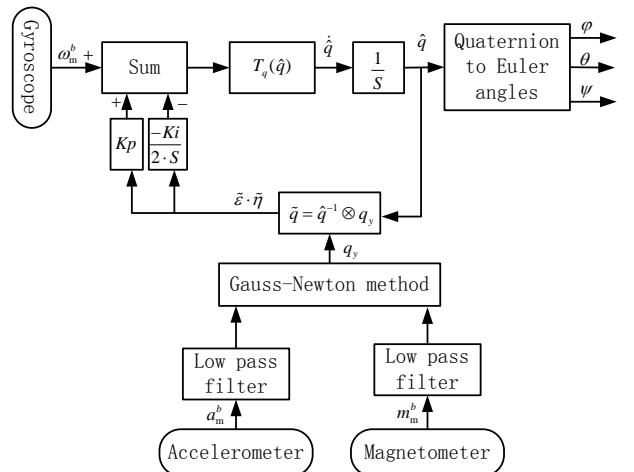 Gyroscope
ω_m^b +
Sum
+
−
T_q(q̂)
q̂̇
1
S
q̂
Quaternion
to Euler
angles
φ
θ
ψ
Kp
−Ki
2·S
ε̃·η̃
q̃ = q̂⁻¹ ⊗ q_y
q_y
Gauss-Newton method
Low pass
filter
Low pass
filter
a_m^b
m_m^b
Accelerometer
Magnetometer